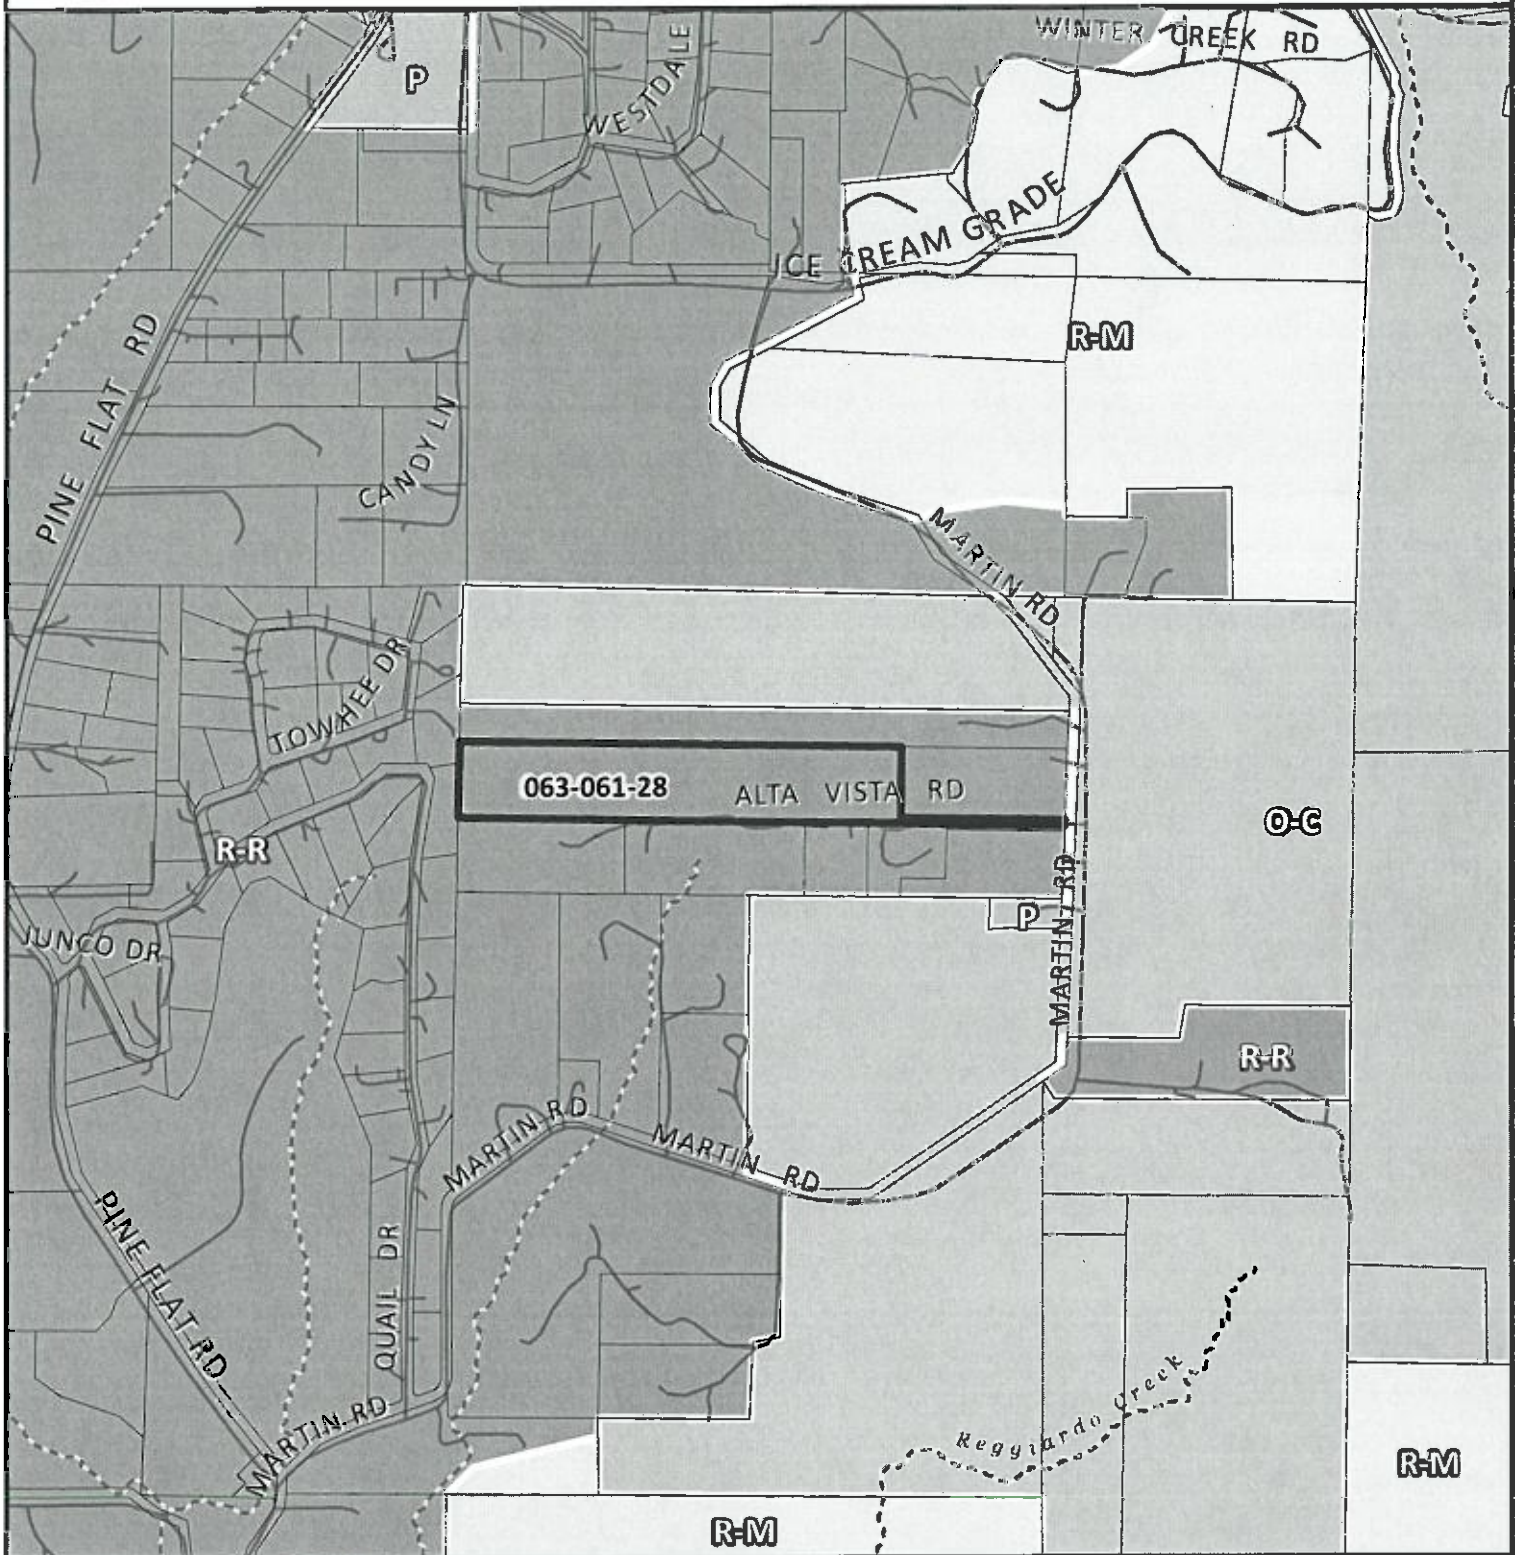 WINTER CREEK RD
P
WESTDALE
ICE CREAM GRADE
R-M
PINE FLAT RD
CANDY LN
MARTIN RD
TOWHEE DR
063-061-28
ALTA VISTA RD
O-C
R-R
MARTIN RD
P
JUNCO DR
R-R
MARTIN RD
MARTIN RD
PINE FLAT RD
QUAIL DR
MARTIN RD
Reggiardo Creek
R-M
R-M